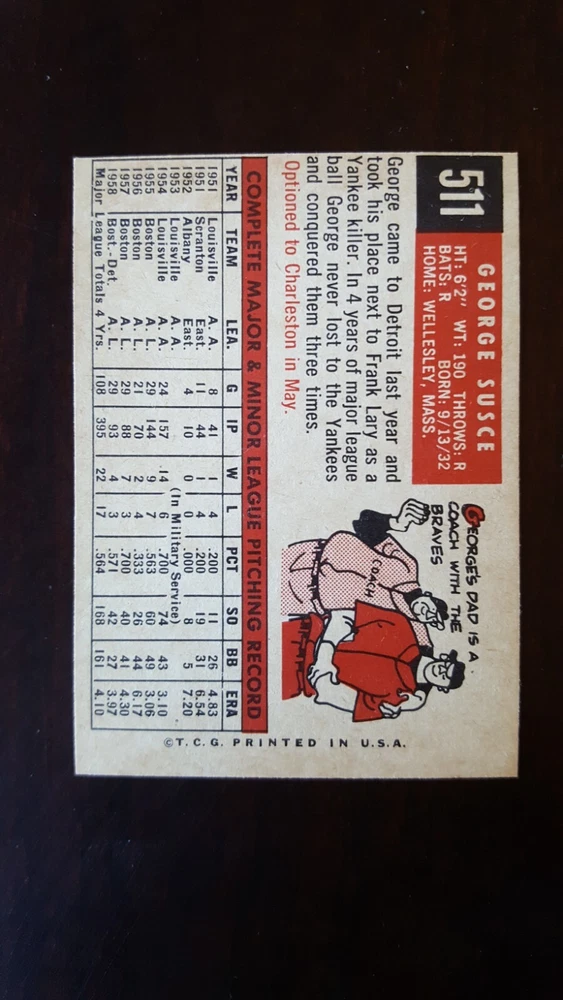 511
GEORGE SUSCE
HT: 6'2" WT: 190 THROWS: R
BATS: R BORN: 9/13/32
HOME: WELLESLEY, MASS.
George came to Detroit last year and
took his place next to Frank Lary as a
Yankee killer. In 4 years of major league
ball George never lost to the Yankees
and conquered them three times.
Optioned to Charleston in May.
GEORGE'S DAD IS A
COACH WITH THE
BRAVES
COACH
COMPLETE MAJOR & MINOR LEAGUE PITCHING RECORD
YEAR TEAM LEA. G IP W L PCT SO BB ERA
1951 Louisville A. A. 8 41 1 4 .200 11 26 4.83
1951 Scranton East. 11 44 1 4 .200 19 31 6.54
1952 Albany East. 4 10 0 0 .000 8 5 7.20
1953 Louisville A. A. (In Military Service)
1954 Louisville A. A. 24 157 14 6 .700 74 43 3.10
1955 Boston A. L. 29 144 9 7 .563 60 49 3.06
1956 Boston A. L. 21 70 2 4 .333 26 44 6.17
1957 Boston A. L. 29 88 7 3 .700 40 41 4.30
1958 Bost.-Det. A. L. 29 93 4 3 .571 42 27 3.97
Major League Totals 4 Yrs. 108 395 22 17 .564 168 161 4.10
©T.C.G. PRINTED IN U.S.A.